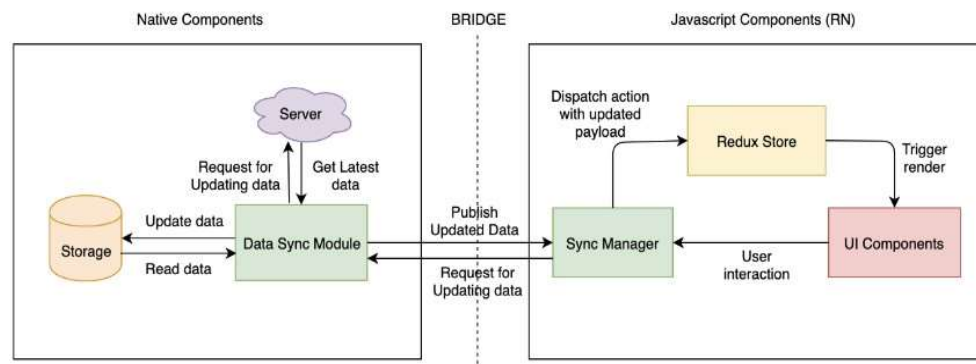 Native Components
BRIDGE
Javascript Components (RN)
Server
Request for
Updating data
Get Latest
data
Storage
Update data
Read data
Data Sync Module
Publish
Updated Data
Request for
Updating data
Sync Manager
Dispatch action
with updated
payload
Redux Store
Trigger
render
UI Components
User
interaction